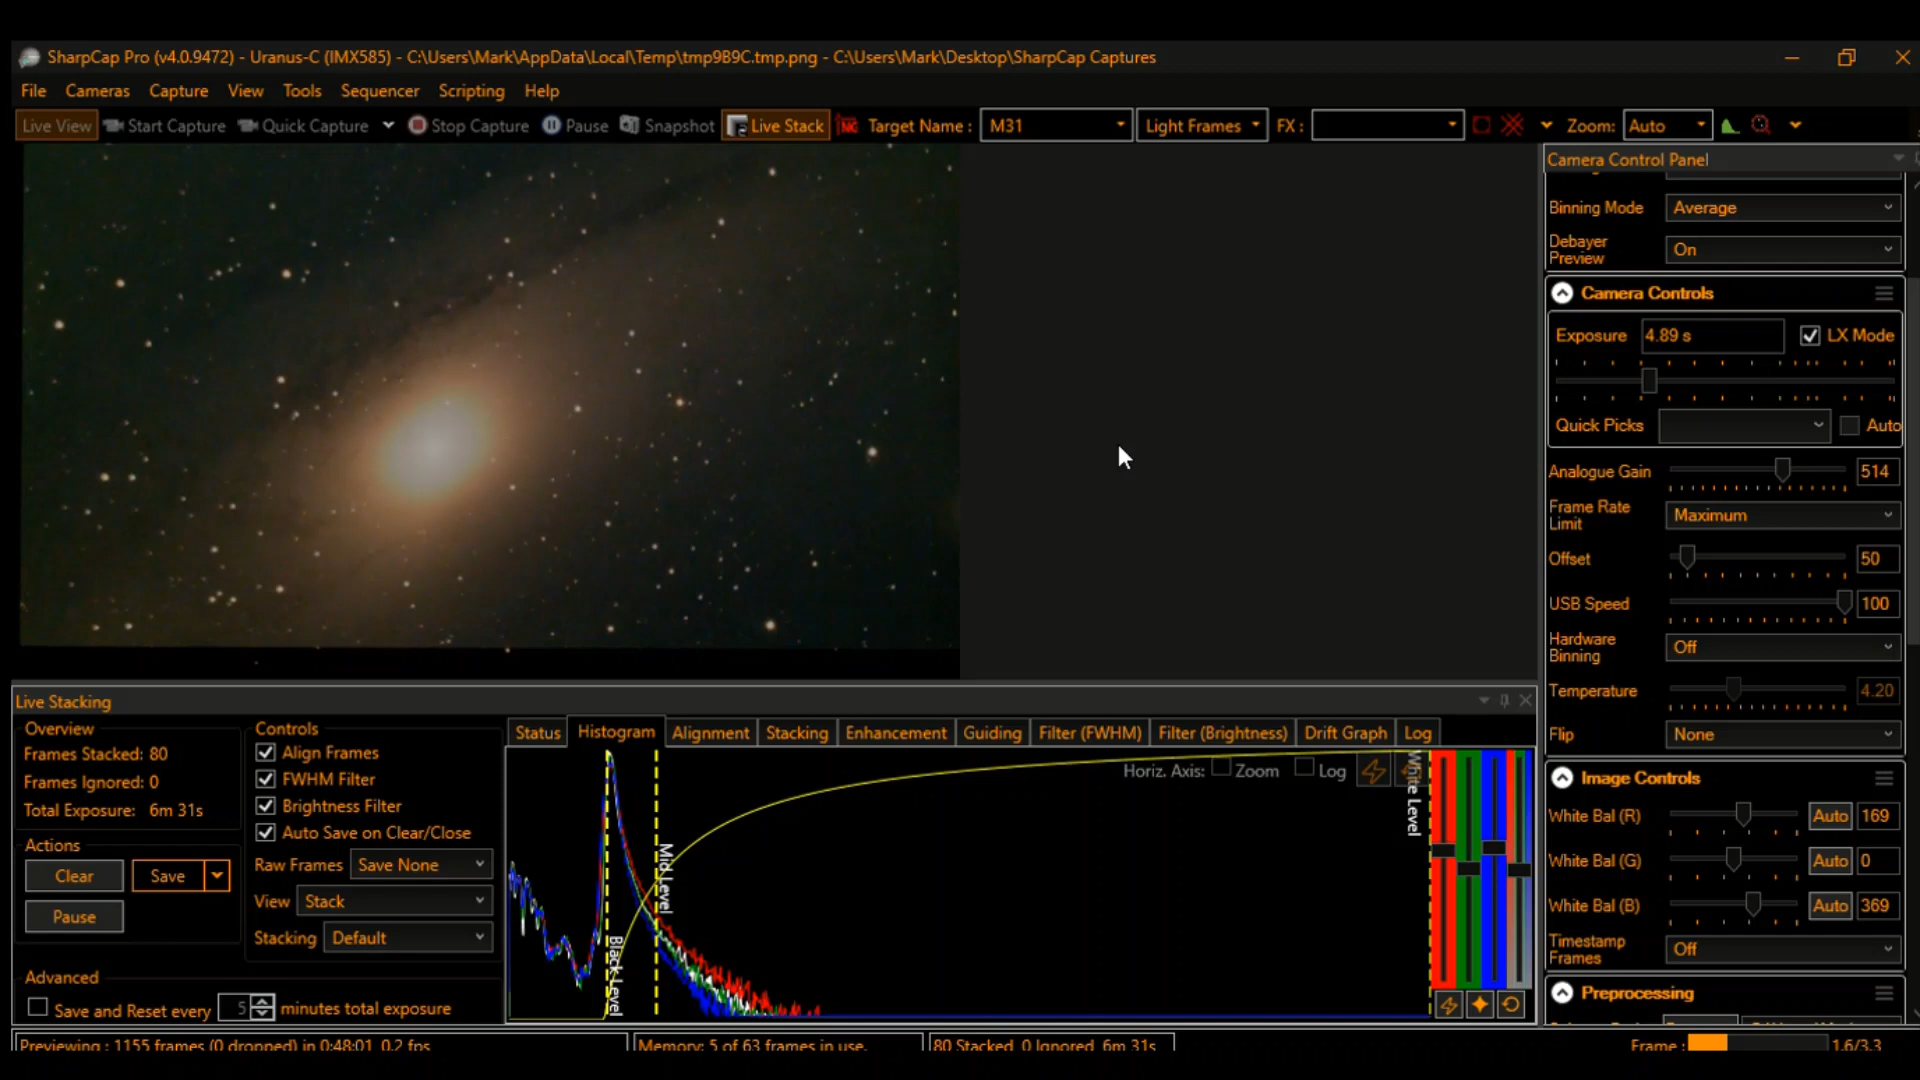 SharpCap Pro (v4.0.9472) - Uranus-C (IMX585) - C:\Users\Mark\AppData\Local\Temp\tmp9B9C.tmp.png - C:\Users\Mark\Desktop\SharpCap Captures
File Cameras Capture View Tools Sequencer Scripting Help
Live View Start Capture Quick Capture Stop Capture Pause Snapshot Live Stack Target Name : M31 Light Frames FX : Zoom: Auto
Camera Control Panel
Binning Mode Average
Debayer Preview On
Camera Controls
Exposure 4.89 s LX Mode
Quick Picks Auto
Analogue Gain 514
Frame Rate Limit Maximum
Offset 50
USB Speed 100
Hardware Binning Off
Temperature 4.20
Flip None
Image Controls
White Bal (R) Auto 169
White Bal (G) Auto 0
White Bal (B) Auto 369
Timestamp Frames Off
Preprocessing
Live Stacking
Overview
Frames Stacked: 80
Frames Ignored: 0
Total Exposure: 6m 31s
Actions
Clear Save
Pause
Controls
Align Frames
FWHM Filter
Brightness Filter
Auto Save on Clear/Close
Raw Frames Save None
View Stack
Stacking Default
Advanced
Save and Reset every 5 minutes total exposure
Status Histogram Alignment Stacking Enhancement Guiding Filter (FWHM) Filter (Brightness) Drift Graph Log
Horiz. Axis: Zoom Log
Black Level
Mid Level
White Level
Previewing : 1155 frames (0 dropped) in 0:48:01, 0.2 fps
Memory: 5 of 63 frames in use.
80 Stacked, 0 Ignored, 6m 31s
Frame : 1.6/3.3